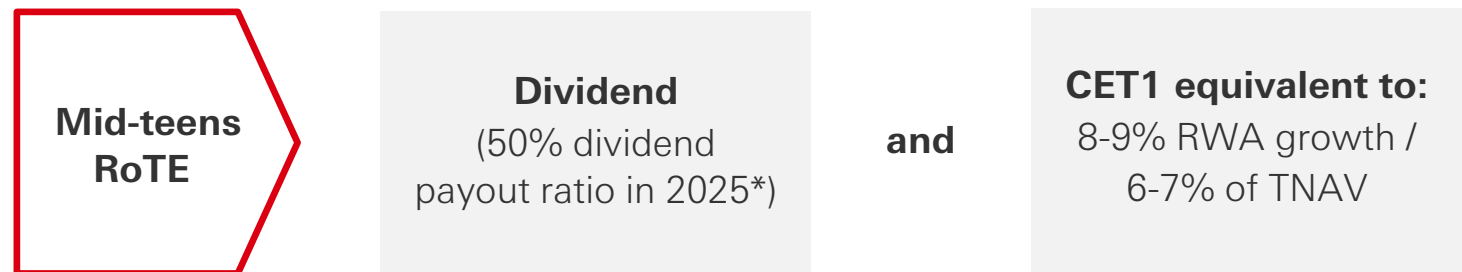 Mid-teens
RoTE
Dividend
(50% dividend
payout ratio in 2025*)
and
CET1 equivalent to:
8-9% RWA growth /
6-7% of TNAV